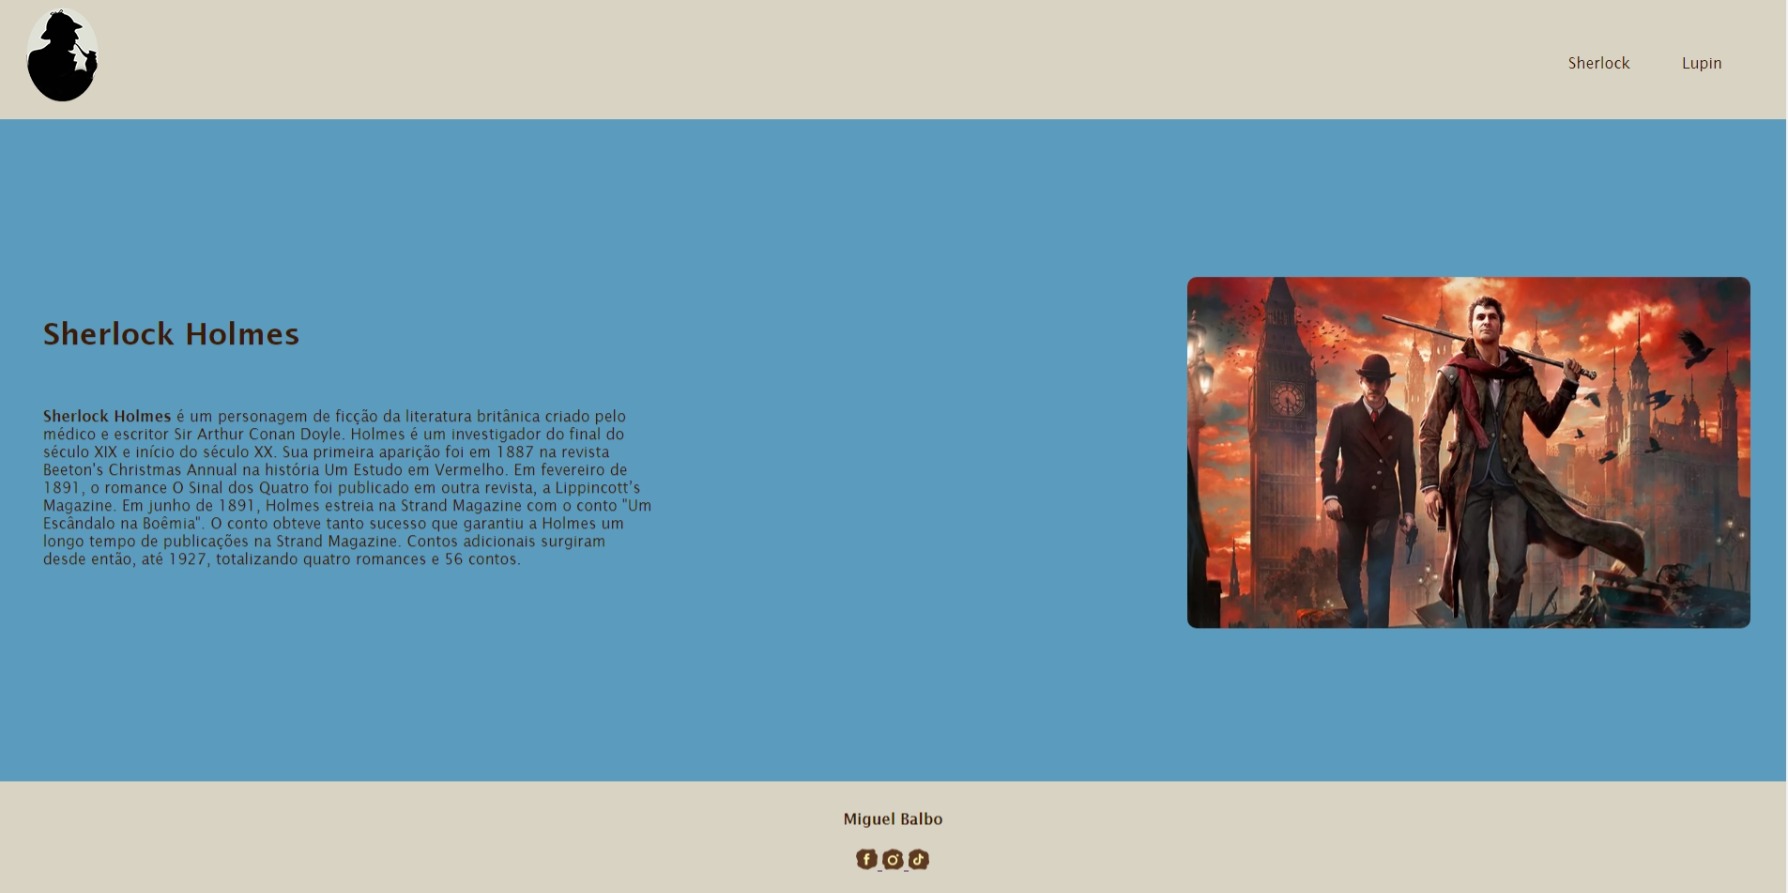 Sherlock
Lupin
Sherlock Holmes
Sherlock Holmes é um personagem de ficção da literatura britânica criado pelo
médico e escritor Sir Arthur Conan Doyle. Holmes é um investigador do final do
século XIX e início do século XX. Sua primeira aparição foi em 1887 na revista
Beeton's Christmas Annual na história Um Estudo em Vermelho. Em fevereiro de
1891, o romance O Sinal dos Quatro foi publicado em outra revista, a Lippincott's
Magazine. Em junho de 1891, Holmes estreia na Strand Magazine com o conto "Um
Escândalo na Boêmia". O conto obteve tanto sucesso que garantiu a Holmes um
longo tempo de publicações na Strand Magazine. Contos adicionais surgiram
desde então, até 1927, totalizando quatro romances e 56 contos.
Miguel Balbo